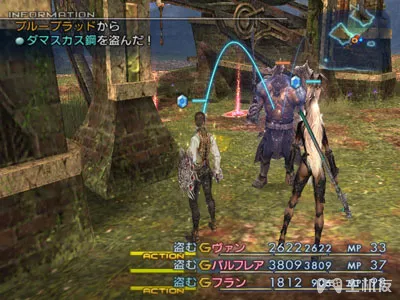 INFORMATION
ブルーブラッドから
ダマスカス鋼を盗んだ！
盗む Gヴァン 2622 2622 MP 33
ACTION
盗む Gバルフレア 3809 3809 MP 37
ACTION
盗む Gフラン 1812
ACTION